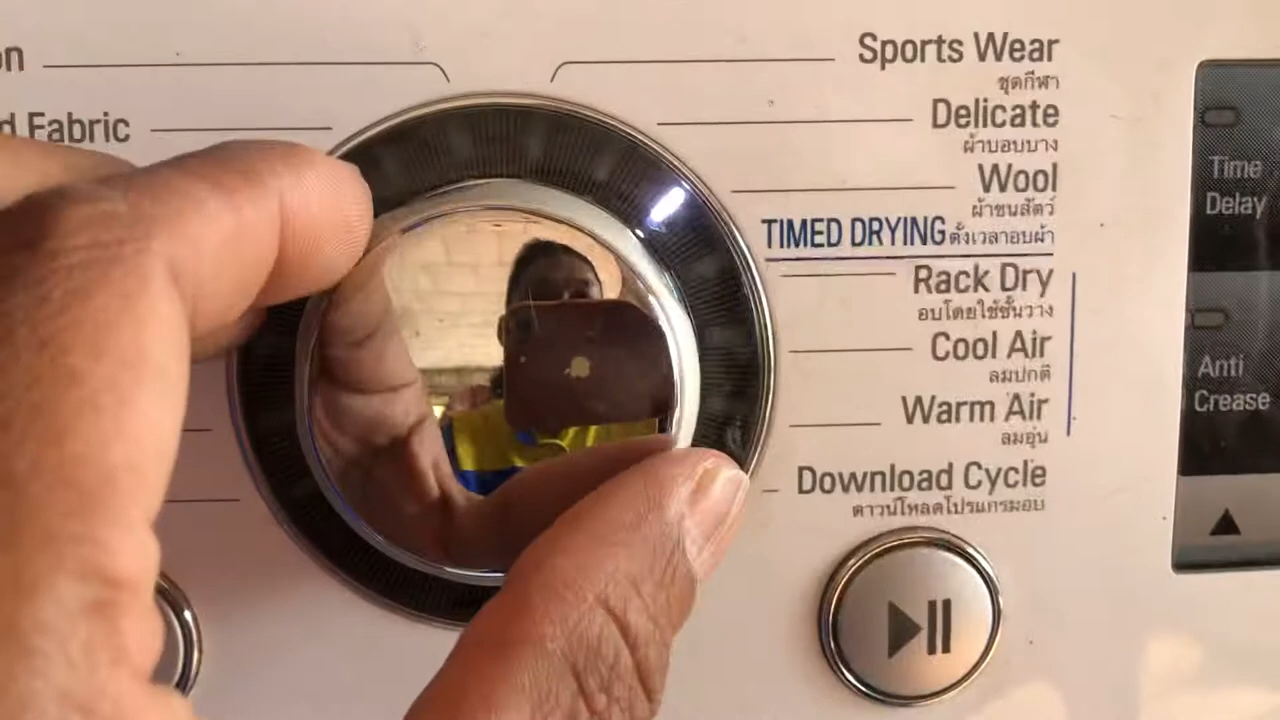 on
d Fabric
Sports Wear
ชุดกีฬา
Delicate
ผ้าบอบบาง
Wool
ผ้าขนสัตว์
TIMED DRYING ตั้งเวลาอบผ้า
Rack Dry
อบโดยใช้ชั้นวาง
Cool Air
ลมปกติ
Warm Air
ลมอุ่น
Download Cycle
ดาวน์โหลดโปรแกรมอบ
Time
Delay
Anti
Crease